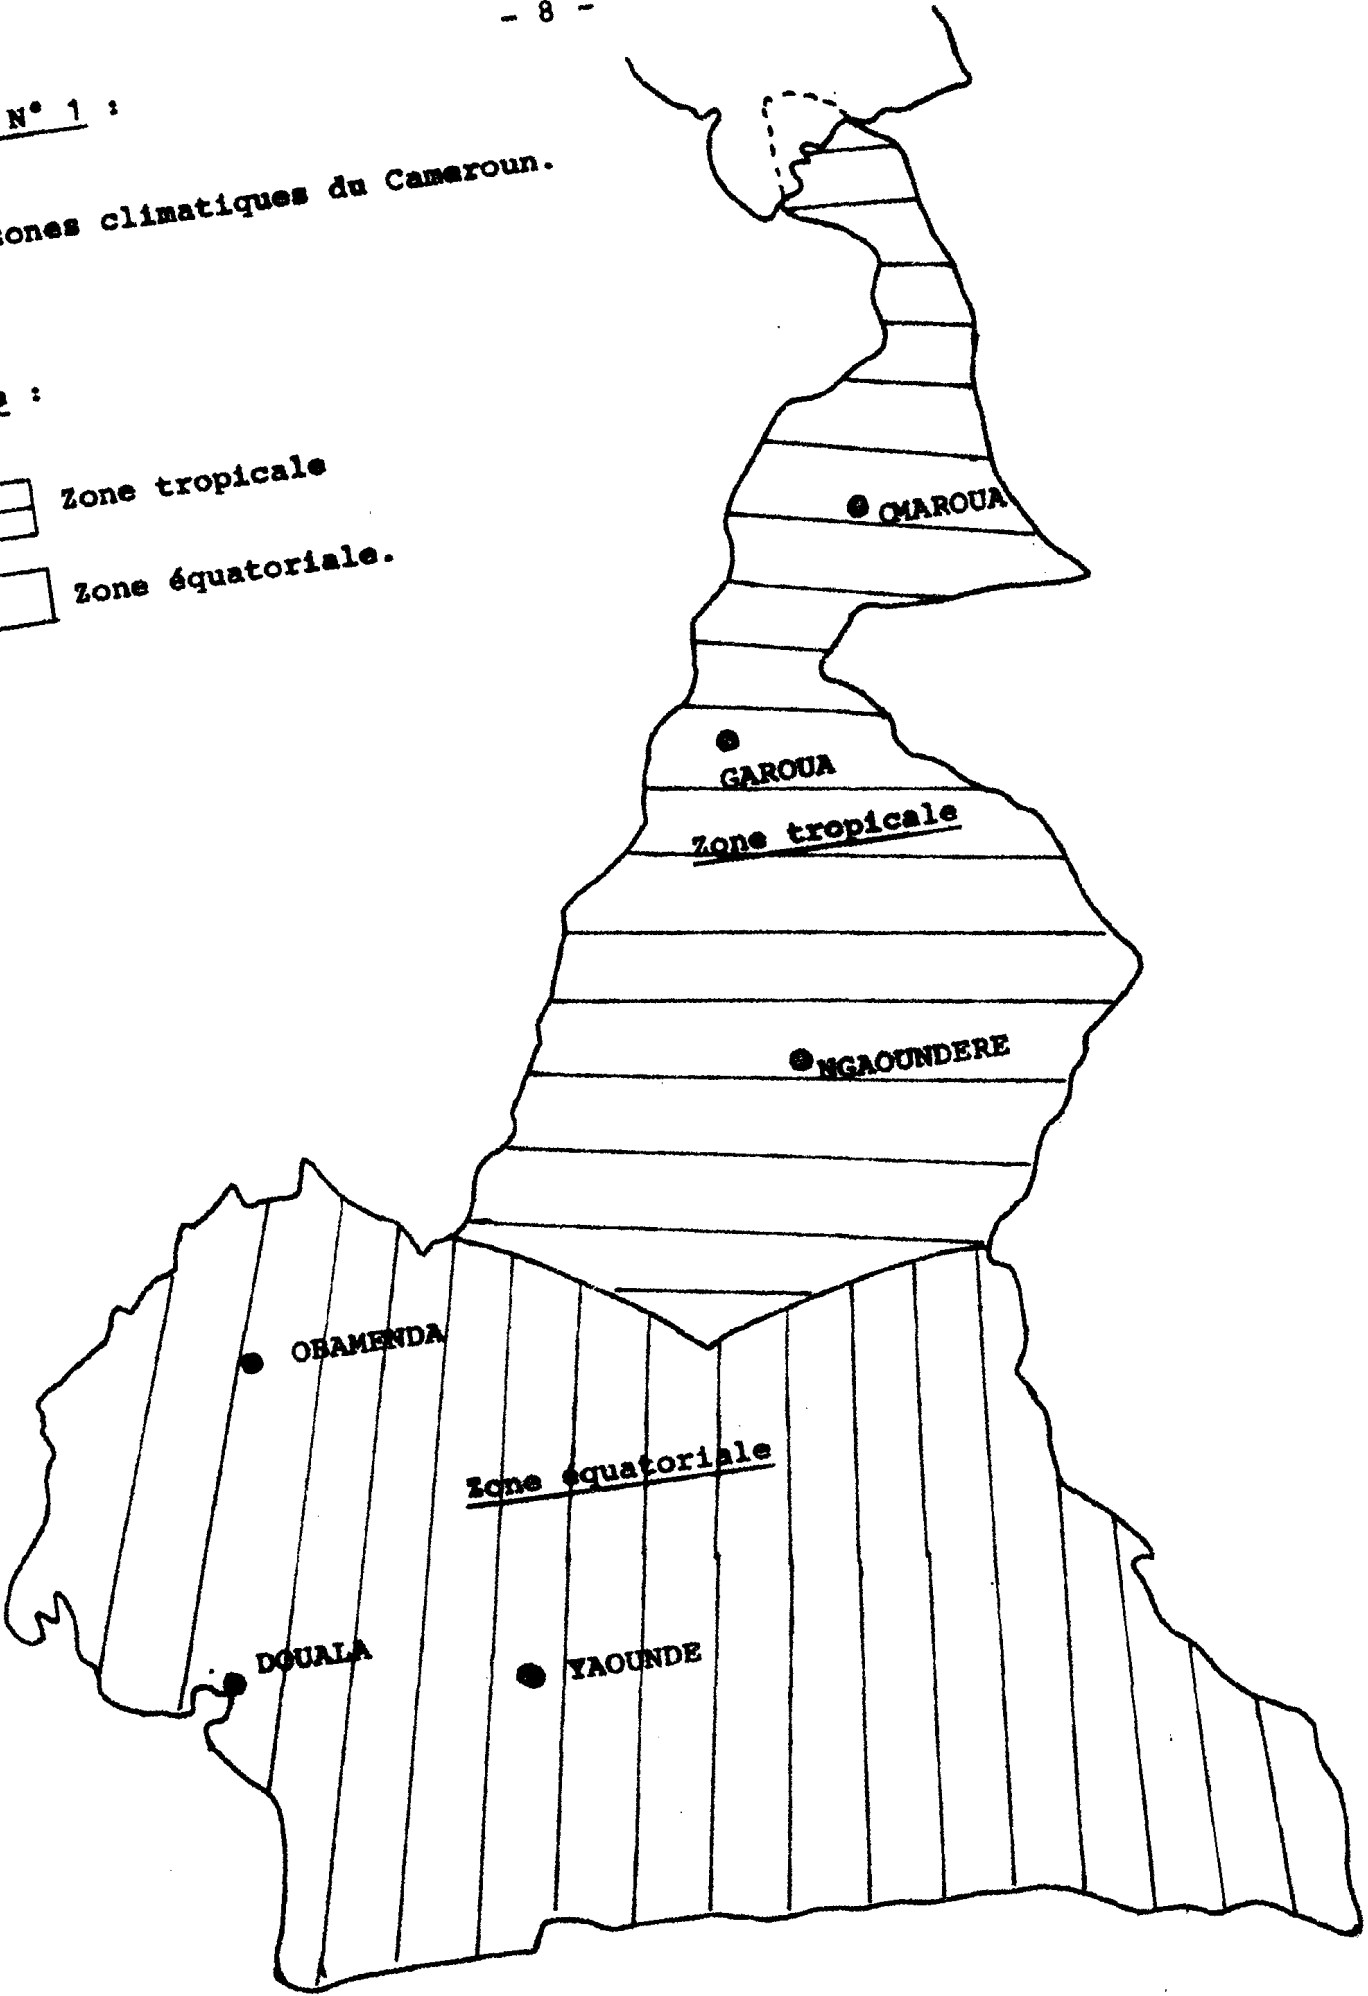 - 8 -
N° 1 :
zones climatiques du Cameroun.
:
Zone tropicale
Zone équatoriale.
OMAROUA
GAROUA
Zone tropicale
NGAOUNDERE
OBAMENDA
Zone équatoriale
DOUALA
YAOUNDE